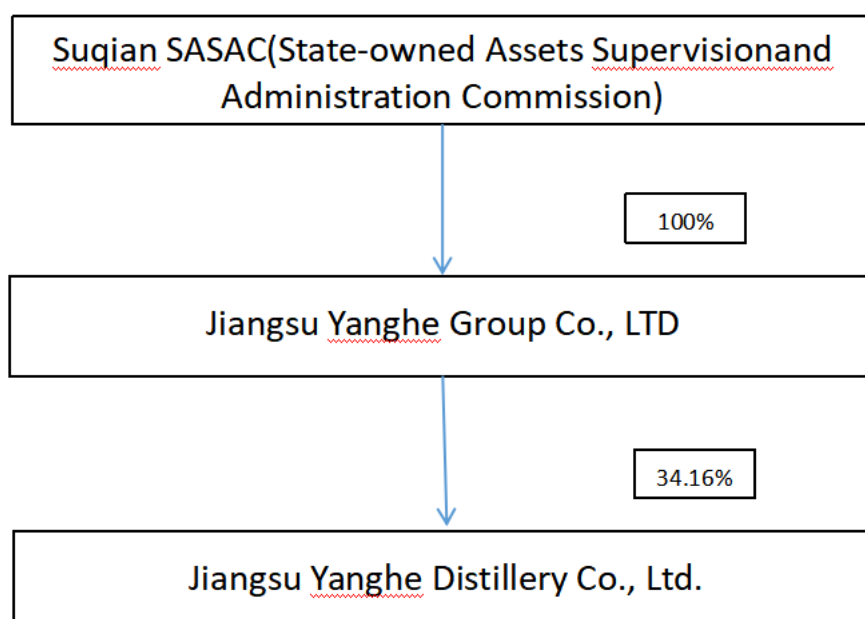 Suqian SASAC(State-owned Assets Supervisionand
Administration Commission)
100%
Jiangsu Yanghe Group Co., LTD
34.16%
Jiangsu Yanghe Distillery Co., Ltd.